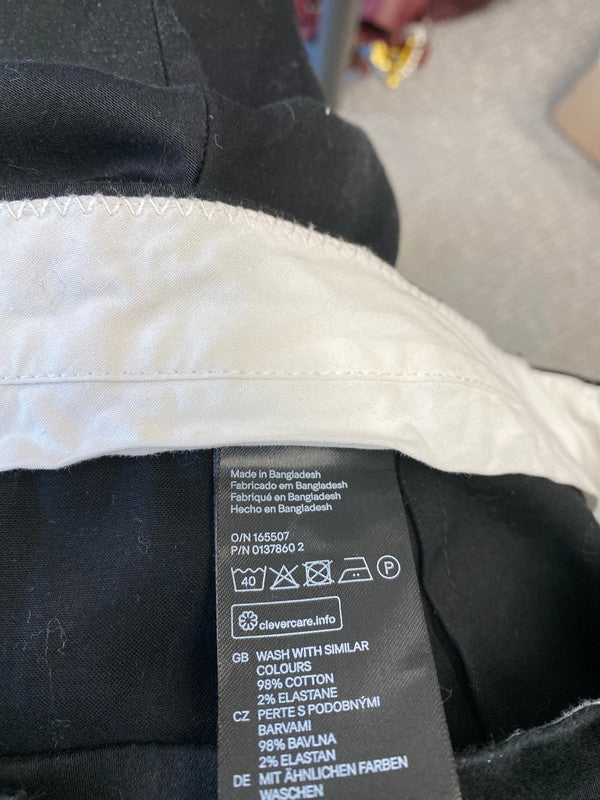 Made in Bangladesh
Fabricado em Bangladesh
Fabriqué en Bangladesh
Hecho en Bangladesh
O/N 165507
P/N 0137860 2
40
P
clevercare.info
GB WASH WITH SIMILAR
COLOURS
98% COTTON
2% ELASTANE
CZ PERTE S PODOBNÝMI
BARVAMI
98% BAVLNA
2% ELASTAN
DE MIT ÄHNLICHEN FARBEN
WASCHEN